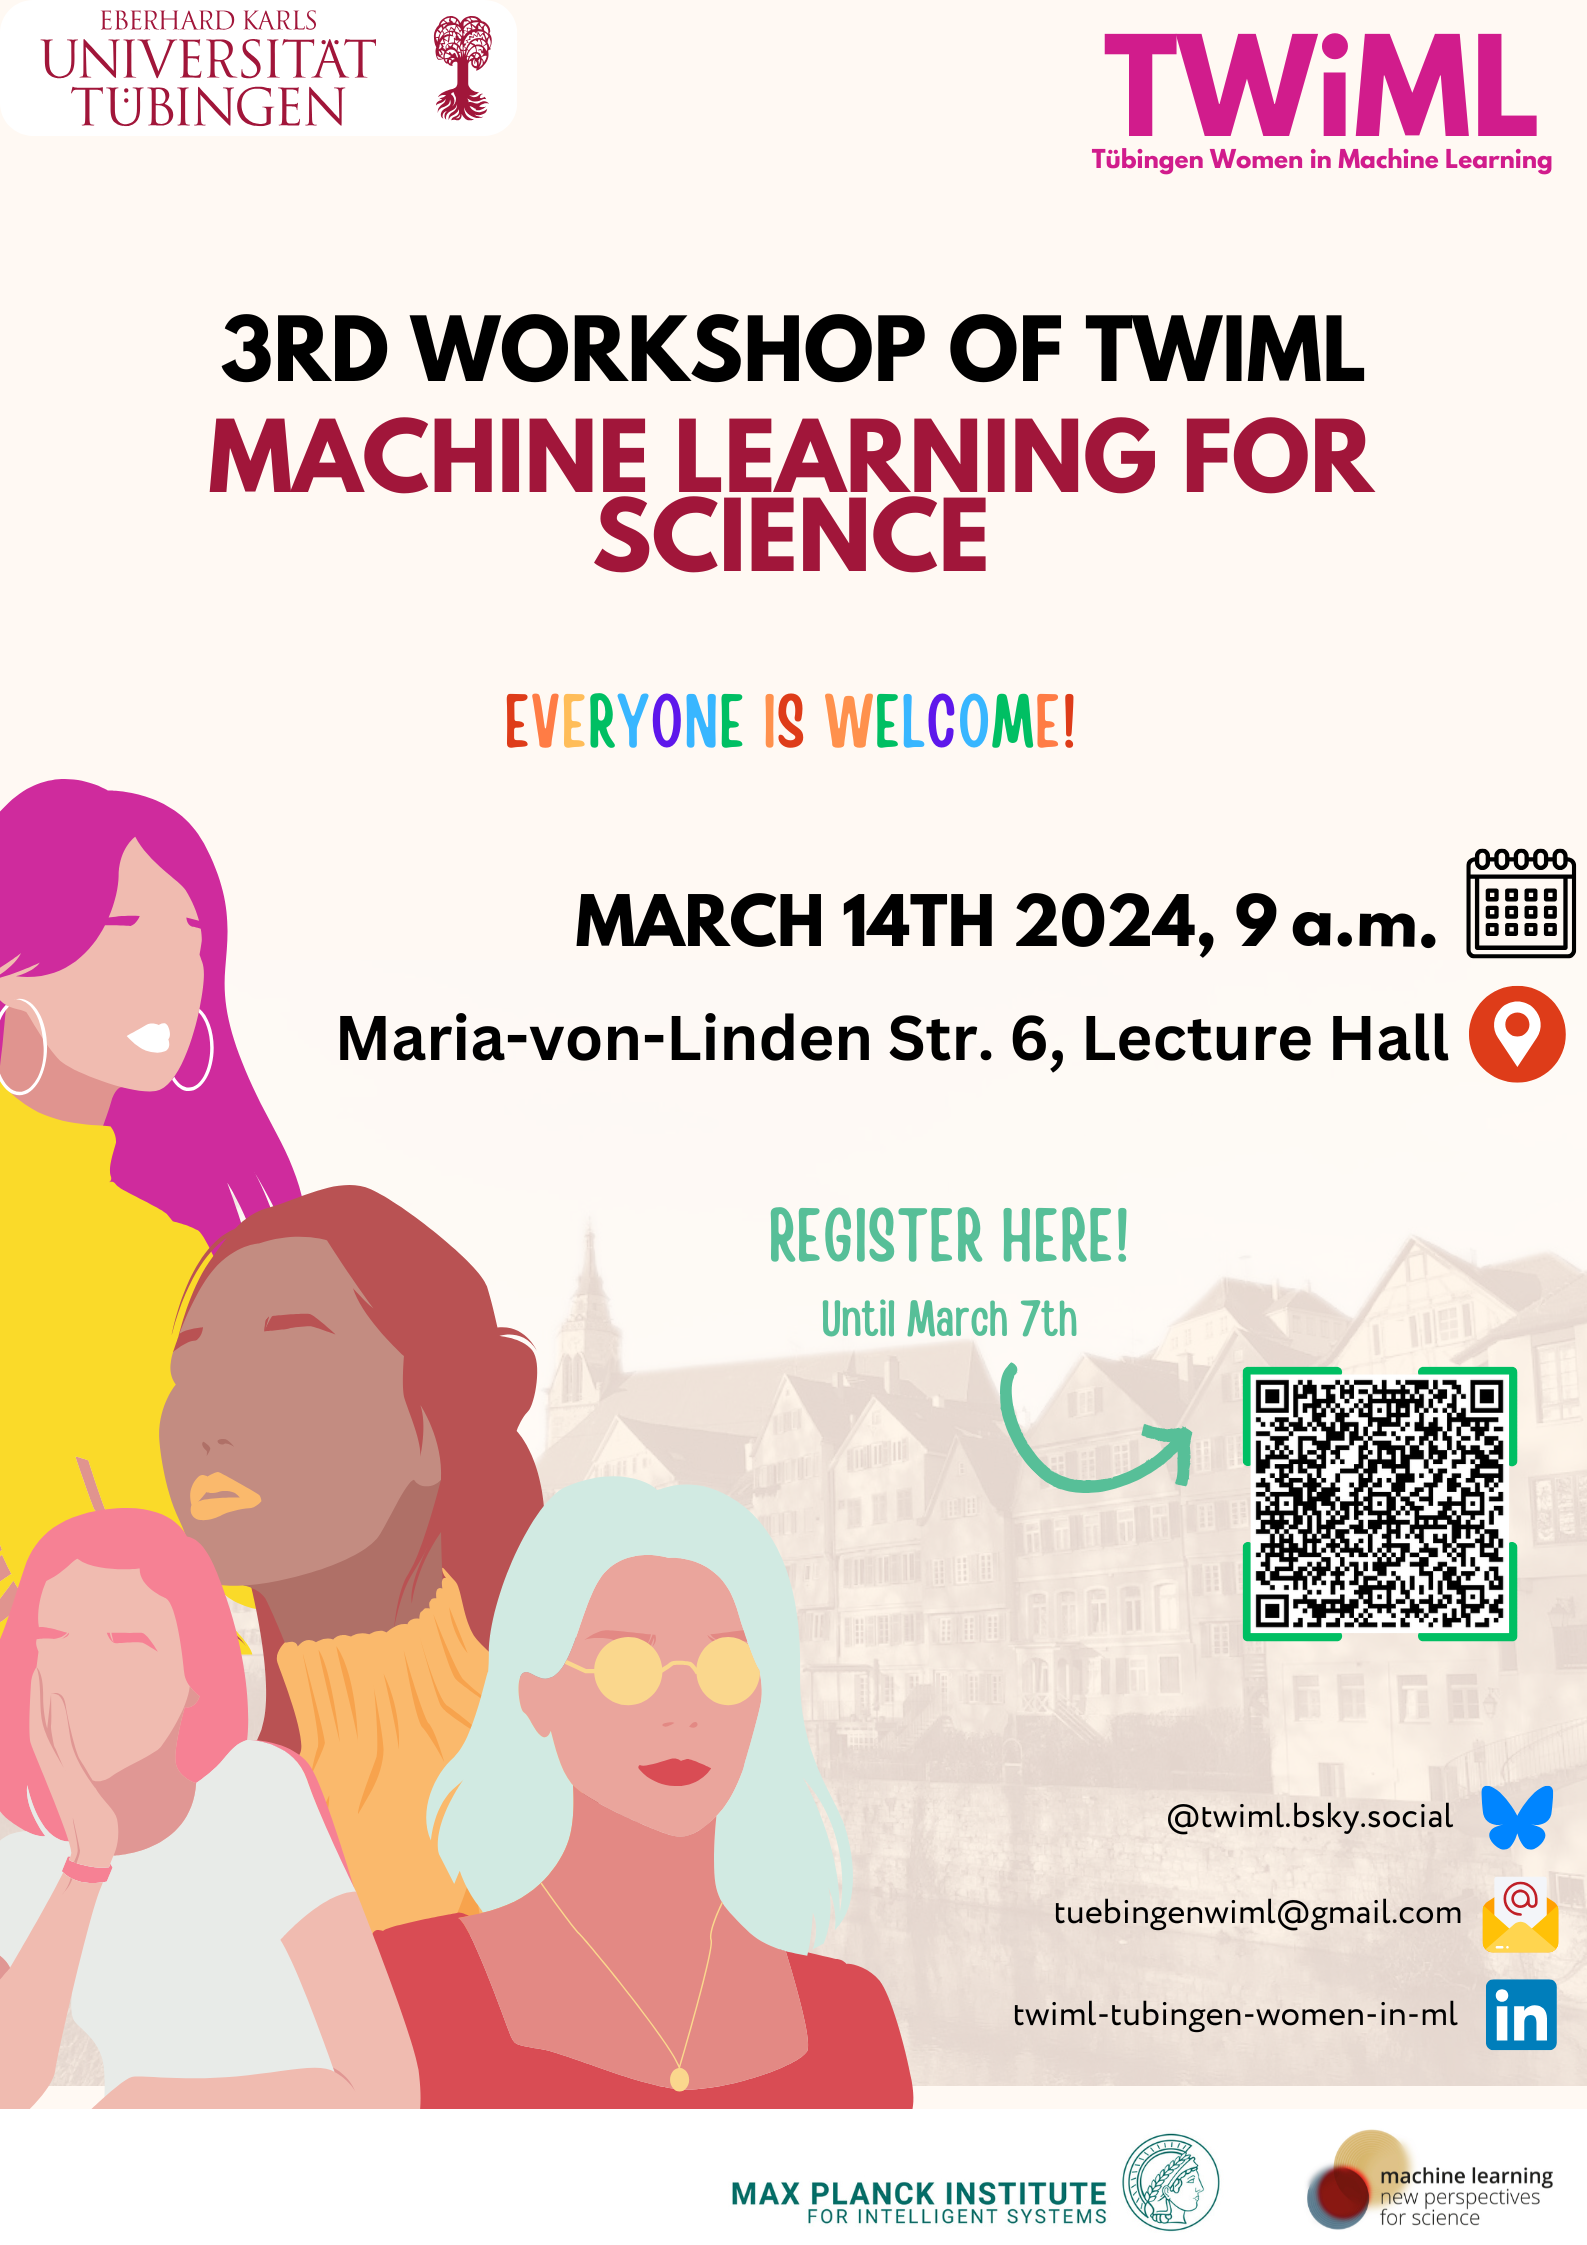 EBERHARD KARLS
UNIVERSITÄT
TÜBINGEN
TWiML
Tübingen Women in Machine Learning
3RD WORKSHOP OF TWIML
MACHINE LEARNING FOR
SCIENCE
EVERYONE IS WELCOME!
MARCH 14TH 2024, 9 a.m.
Maria-von-Linden Str. 6, Lecture Hall
REGISTER HERE!
Until March 7th
@twiml.bsky.social
tuebingenwiml@gmail.com
twiml-tubingen-women-in-ml
in
MAX PLANCK INSTITUTE
FOR INTELLIGENT SYSTEMS
machine learning
new perspectives
for science